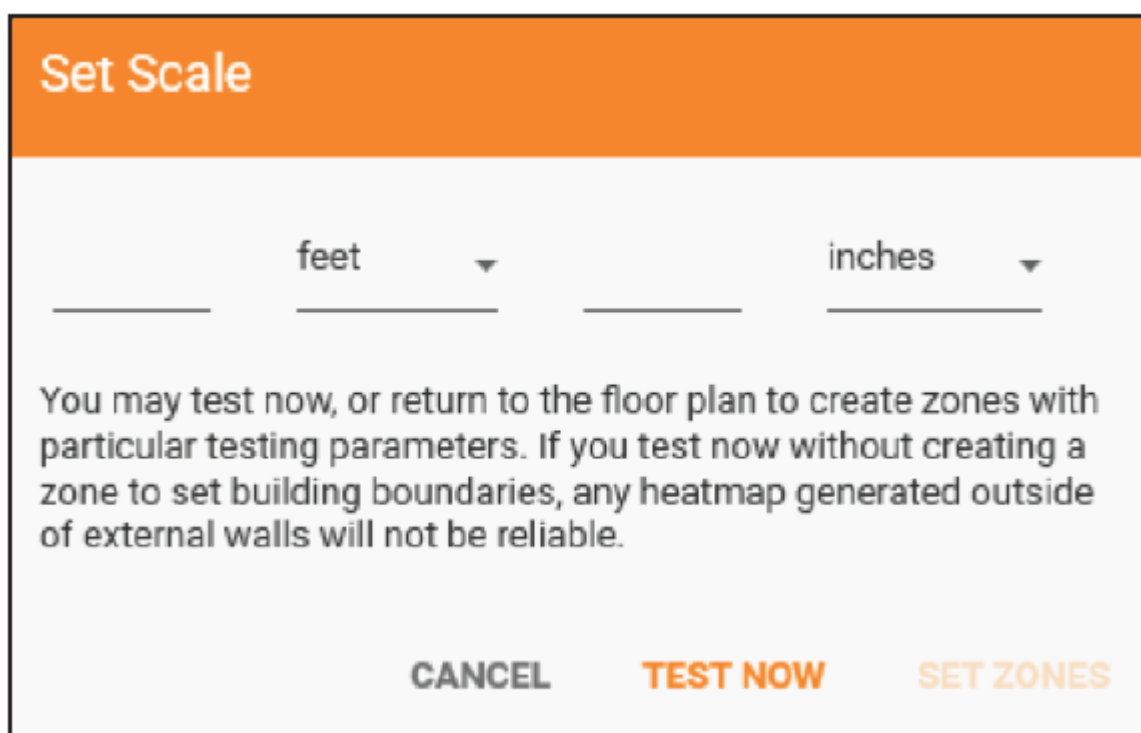 Set Scale
feet inches
You may test now, or return to the floor plan to create zones with
particular testing parameters. If you test now without creating a
zone to set building boundaries, any heatmap generated outside
of external walls will not be reliable.
CANCEL TEST NOW SET ZONES